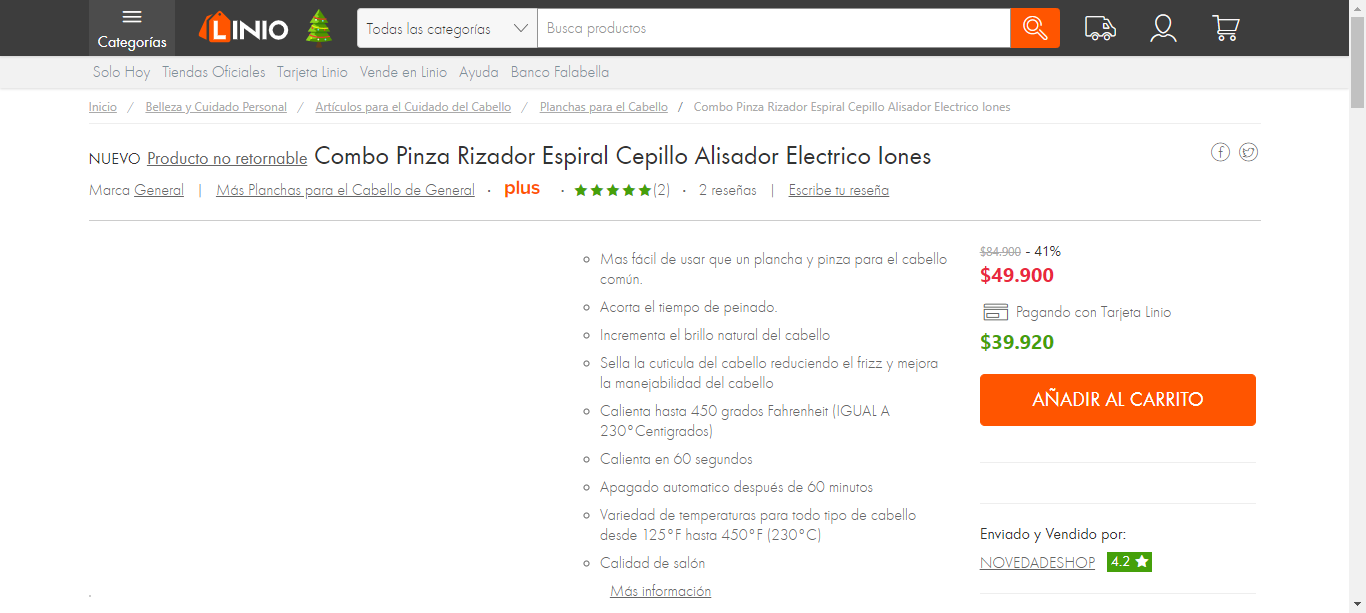 Categorías
LINIO
Todas las categorías
Busca productos
Solo Hoy Tiendas Oficiales Tarjeta Linio Vende en Linio Ayuda Banco Falabella
Inicio / Belleza y Cuidado Personal / Artículos para el Cuidado del Cabello / Planchas para el Cabello / Combo Pinza Rizador Espiral Cepillo Alisador Electrico Iones
NUEVO Producto no retornable Combo Pinza Rizador Espiral Cepillo Alisador Electrico Iones
Marca General | Más Planchas para el Cabello de General · plus · ★★★★★(2) · 2 reseñas | Escribe tu reseña
Mas fácil de usar que un plancha y pinza para el cabello
común.
Acorta el tiempo de peinado.
Incrementa el brillo natural del cabello
Sella la cuticula del cabello reduciendo el frizz y mejora
la manejabilidad del cabello
Calienta hasta 450 grados Fahrenheit (IGUAL A
230°Centigrados)
Calienta en 60 segundos
Apagado automatico después de 60 minutos
Variedad de temperaturas para todo tipo de cabello
desde 125°F hasta 450°F (230°C)
Calidad de salón
Más información
$84.900 - 41%
$49.900
Pagando con Tarjeta Linio
$39.920
AÑADIR AL CARRITO
Enviado y Vendido por:
NOVEDADESHOP 4.2 ★